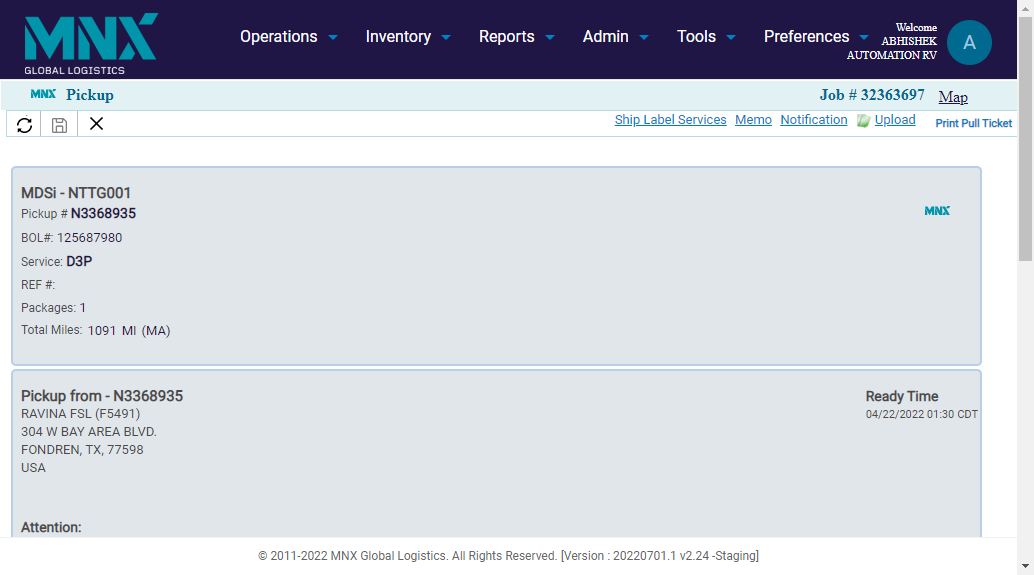 MNX
GLOBAL LOGISTICS
Operations Inventory Reports Admin Tools Preferences
Welcome
ABHISHEK
AUTOMATION RV
A
MNX Pickup Job # 32363697 Map
Ship Label Services Memo Notification Upload Print Pull Ticket
MDSi - NTTG001
Pickup # N3368935
MNX
BOL#: 125687980
Service: D3P
REF #:
Packages: 1
Total Miles: 1091 MI (MA)
Pickup from - N3368935 Ready Time
RAVINA FSL (F5491) 04/22/2022 01:30 CDT
304 W BAY AREA BLVD.
FONDREN, TX, 77598
USA
Attention:
© 2011-2022 MNX Global Logistics. All Rights Reserved. [Version : 20220701.1 v2.24 -Staging]